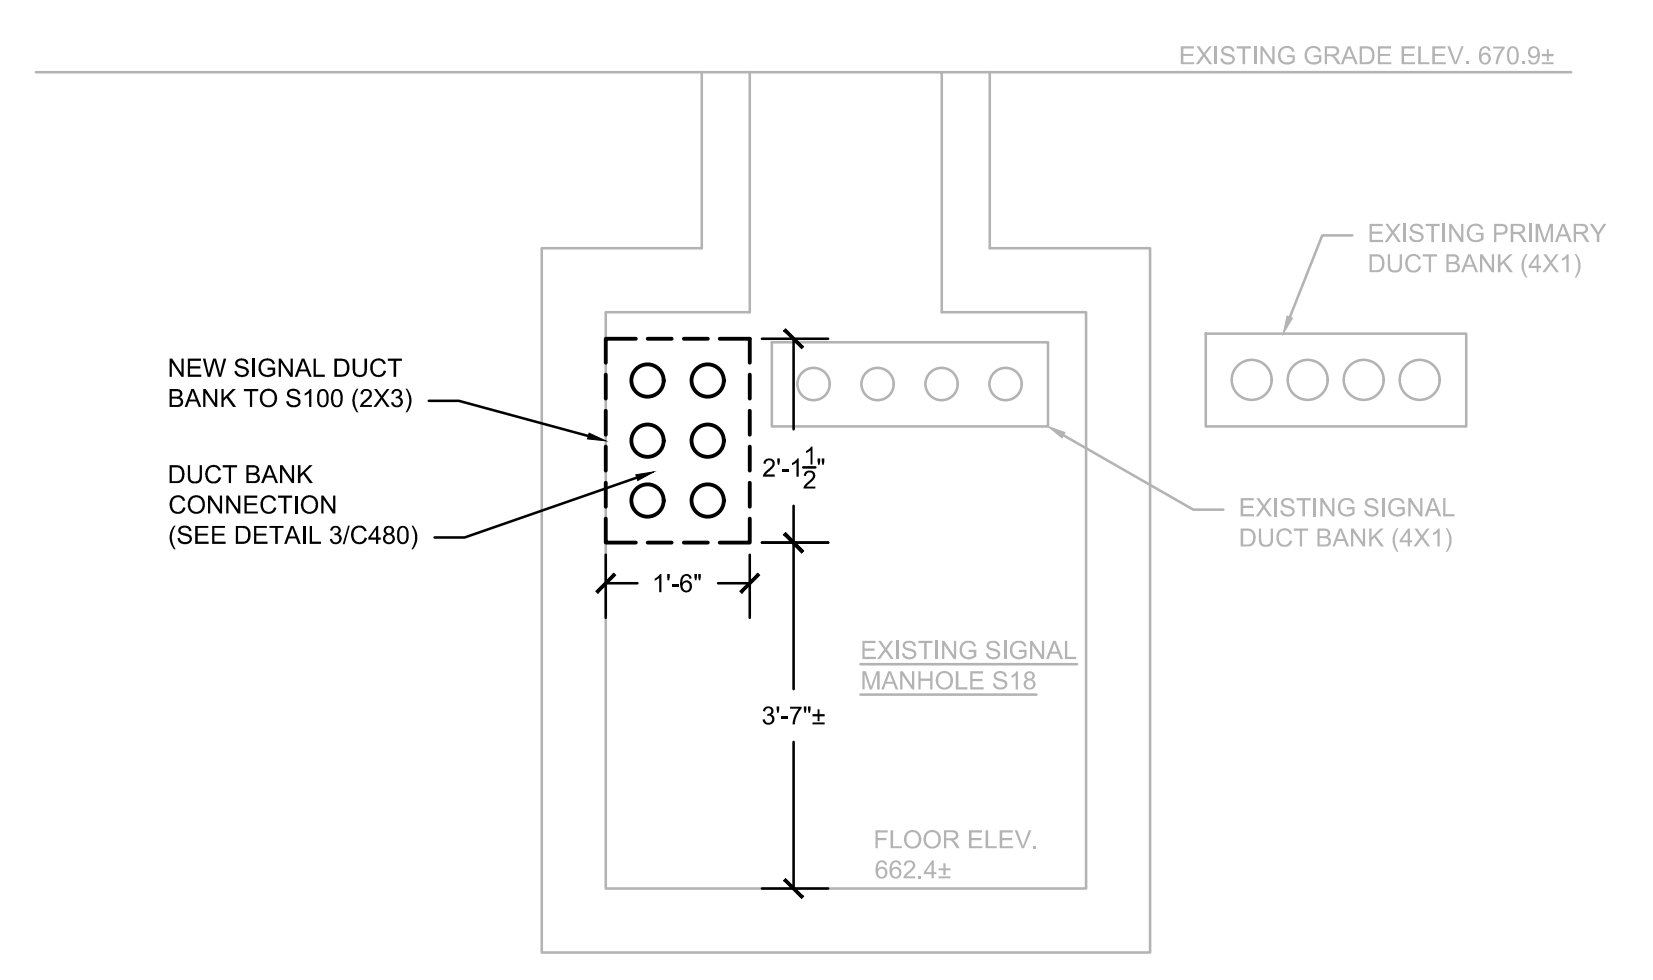 EXISTING GRADE ELEV. 670.9±
EXISTING PRIMARY
DUCT BANK (4X1)
NEW SIGNAL DUCT
BANK TO S100 (2X3)
DUCT BANK
CONNECTION
(SEE DETAIL 3/C480)
2'-1 1/2"
EXISTING SIGNAL
DUCT BANK (4X1)
1'-6"
EXISTING SIGNAL
MANHOLE S18
3'-7"±
FLOOR ELEV.
662.4±